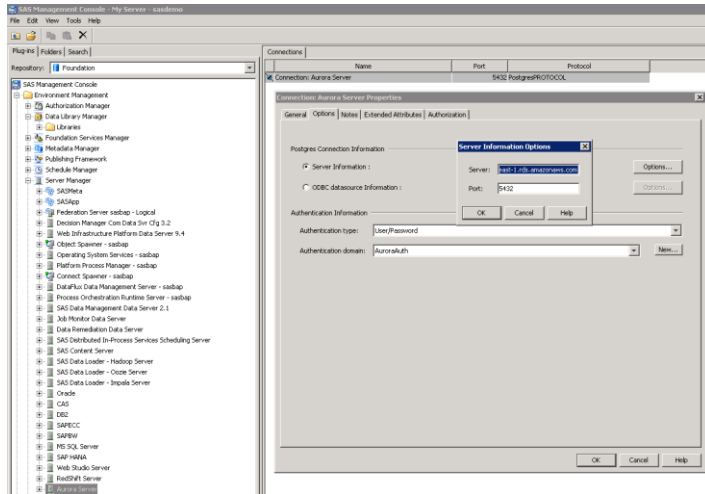 SAS Management Console - My Server - sasdemo
File Edit View Tools Help
Plug-ins Folders Search
Repository: Foundation
SAS Management Console
Environment Management
Authorization Manager
Data Library Manager
Libraries
Foundation Services Manager
Metadata Manager
Publishing Framework
Schedule Manager
Server Manager
SASMeta
SASApp
Federation Server sasbap - Logical
Decision Manager Com Data Svr Cfg 3.2
Web Infrastructure Platform Data Server 9.4
Object Spawner - sasbap
Operating System Services - sasbap
Platform Process Manager - sasbap
Connect Spawner - sasbap
DataFlux Data Management Server - sasbap
Process Orchestration Runtime Server - sasbap
SAS Data Management Data Server 2.1
Job Monitor Data Server
Data Remediation Data Server
SAS Distributed In-Process Services Scheduling Server
SAS Content Server
SAS Data Loader - Hadoop Server
SAS Data Loader - Oozie Server
SAS Data Loader - Impala Server
Oracle
CAS
DB2
SAPECC
SAPBW
MS SQL Server
SAP HANA
Web Studio Server
RedShift Server
Aurora Server
Connections
Name Port Protocol
Connection: Aurora Server 5432 PostgresPROTOCOL
Connection: Aurora Server Properties
General Options Notes Extended Attributes Authorization
Postgres Connection Information
Server Information : Options...
ODBC datasource Information : Options...
Authentication Information
Authentication type: User/Password
Authentication domain: AuroraAuth New...
Server Information Options
Server: east-1.rds.amazonaws.com
Port: 5432
OK Cancel Help
OK Cancel Help